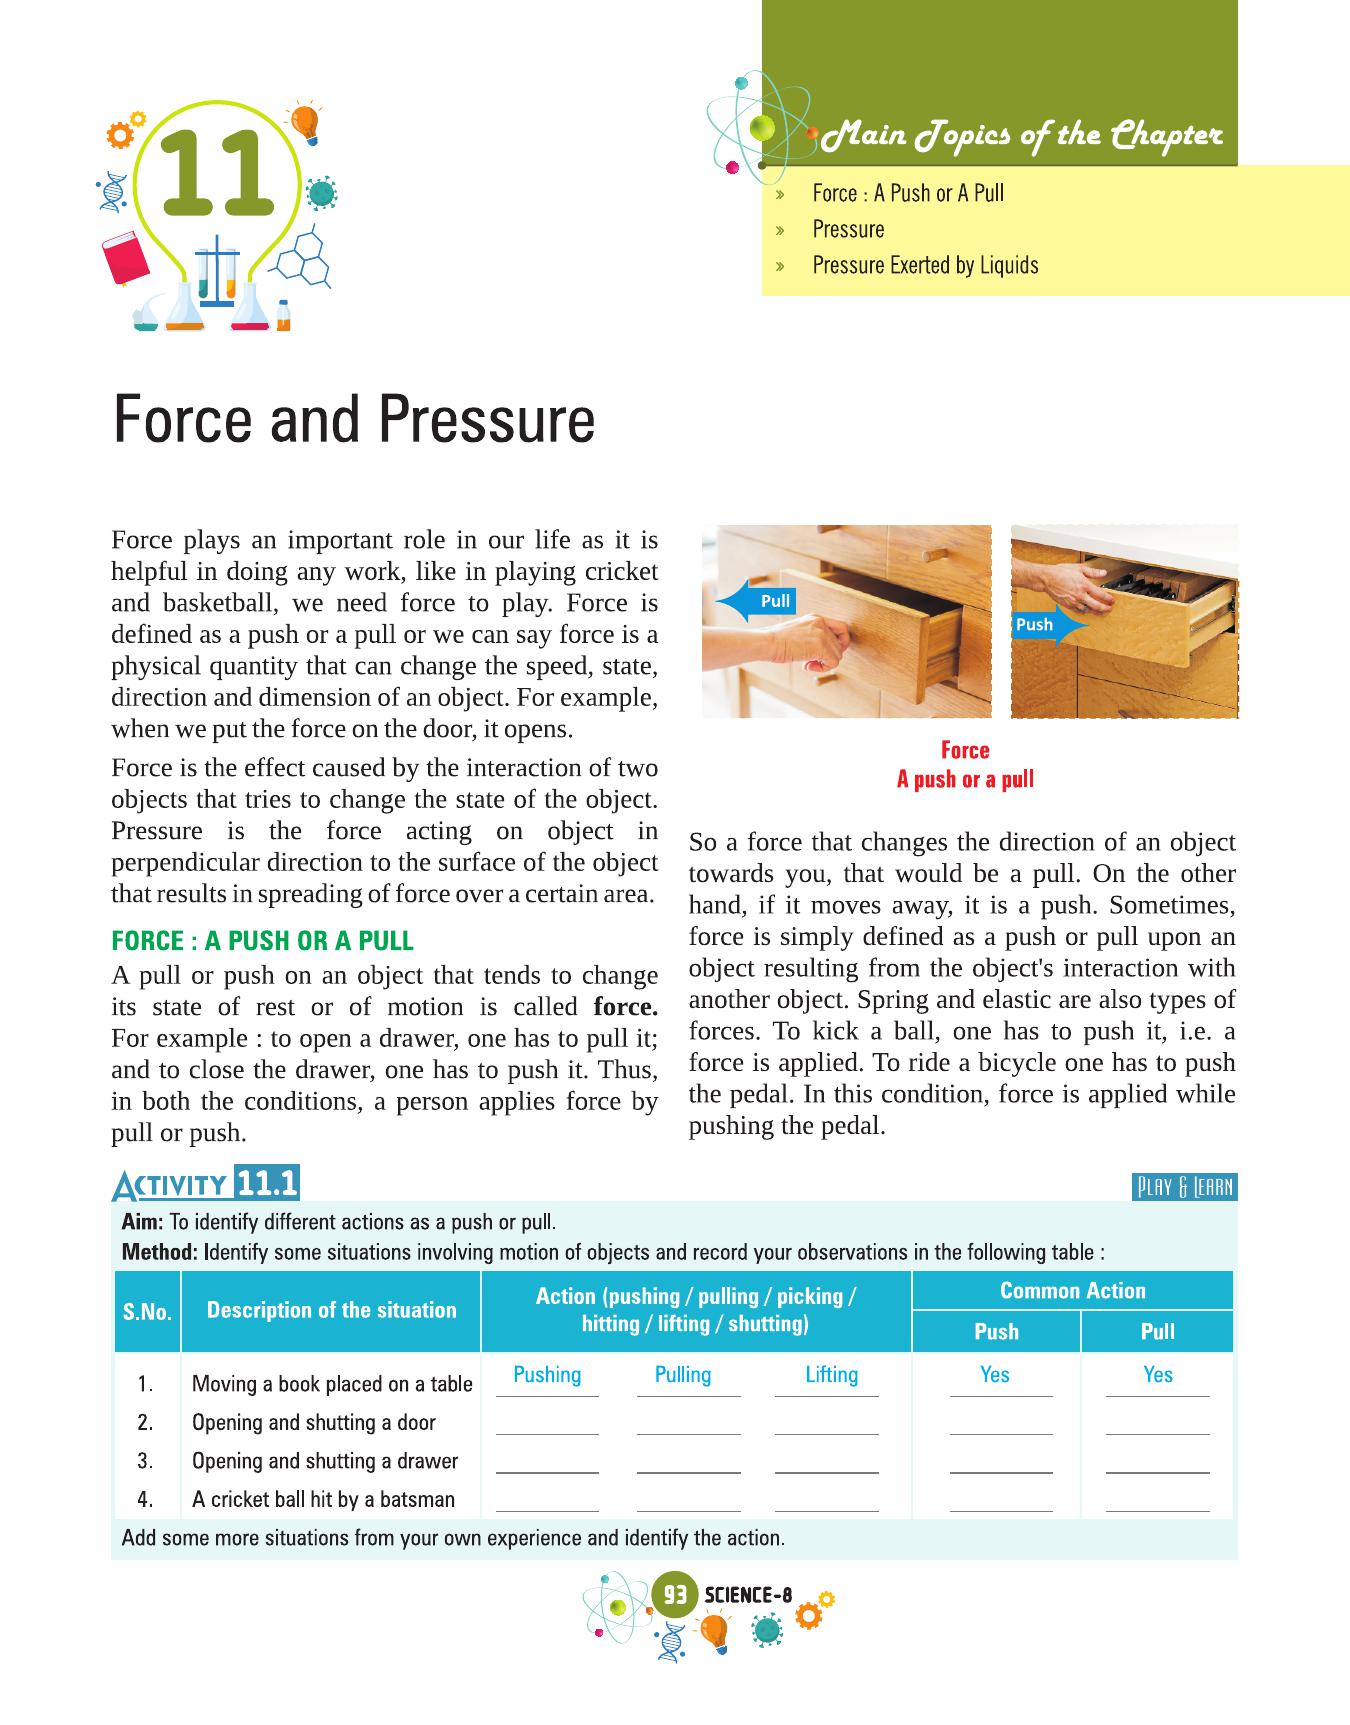 11
Main Topics of the Chapter
» Force : A Push or A Pull
» Pressure
» Pressure Exerted by Liquids
Force and Pressure
Force plays an important role in our life as it is
helpful in doing any work, like in playing cricket
and basketball, we need force to play. Force is
defined as a push or a pull or we can say force is a
physical quantity that can change the speed, state,
direction and dimension of an object. For example,
when we put the force on the door, it opens.
Force is the effect caused by the interaction of two
objects that tries to change the state of the object.
Pressure is the force acting on object in
perpendicular direction to the surface of the object
that results in spreading of force over a certain area.
FORCE : A PUSH OR A PULL
A pull or push on an object that tends to change
its state of rest or of motion is called force.
For example : to open a drawer, one has to pull it;
and to close the drawer, one has to push it. Thus,
in both the conditions, a person applies force by
pull or push.
Pull
Push
Force
A push or a pull
So a force that changes the direction of an object
towards you, that would be a pull. On the other
hand, if it moves away, it is a push. Sometimes,
force is simply defined as a push or pull upon an
object resulting from the object's interaction with
another object. Spring and elastic are also types of
forces. To kick a ball, one has to push it, i.e. a
force is applied. To ride a bicycle one has to push
the pedal. In this condition, force is applied while
pushing the pedal.
ACTIVITY 11.1
PLAY & LEARN
Aim: To identify different actions as a push or pull.
Method: Identify some situations involving motion of objects and record your observations in the following table :
S.No. Description of the situation Action (pushing / pulling / picking /
hitting / lifting / shutting) Common Action
Push Pull
1. Moving a book placed on a table Pushing Pulling Lifting Yes Yes
2. Opening and shutting a door
3. Opening and shutting a drawer
4. A cricket ball hit by a batsman
Add some more situations from your own experience and identify the action.
93 SCIENCE-8